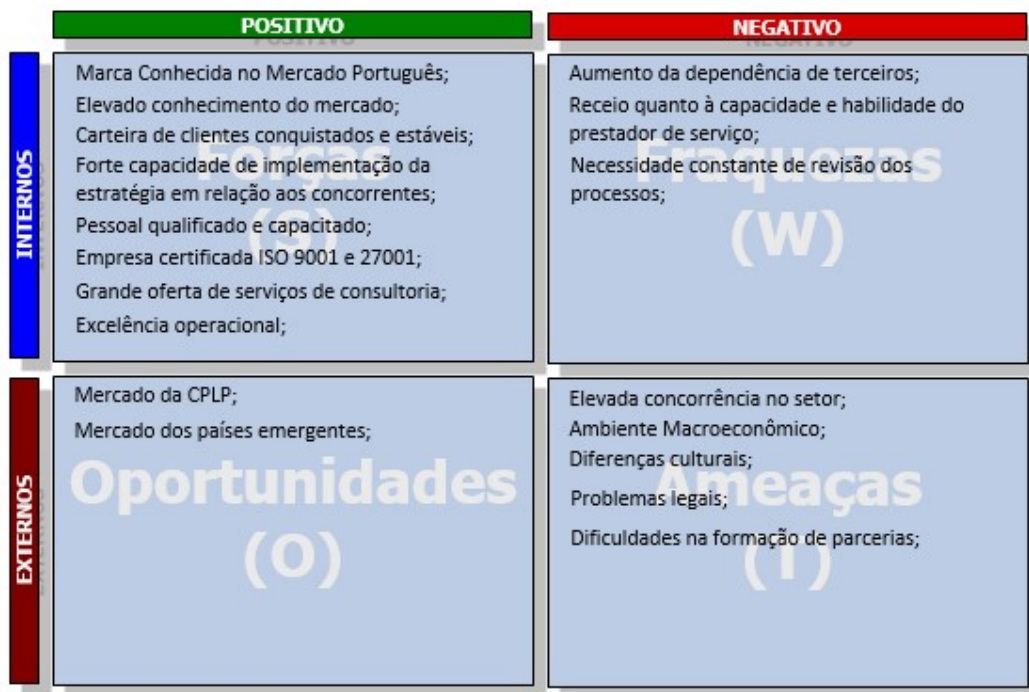 POSITIVO
NEGATIVO
INTERNOS
Marca Conhecida no Mercado Português;
Elevado conhecimento do mercado;
Carteira de clientes conquistados e estáveis;
Forte capacidade de implementação da
estratégia em relação aos concorrentes;
Pessoal qualificado e capacitado;
Empresa certificada ISO 9001 e 27001;
Grande oferta de serviços de consultoria;
Excelência operacional;
Forças
(S)
Aumento da dependência de terceiros;
Receio quanto à capacidade e habilidade do
prestador de serviço;
Necessidade constante de revisão dos
processos;
Fraquezas
(W)
EXTERNOS
Mercado da CPLP;
Mercado dos países emergentes;
Oportunidades
(O)
Elevada concorrência no setor;
Ambiente Macroeconômico;
Diferenças culturais;
Problemas legais;
Dificuldades na formação de parcerias;
Ameaças
(T)